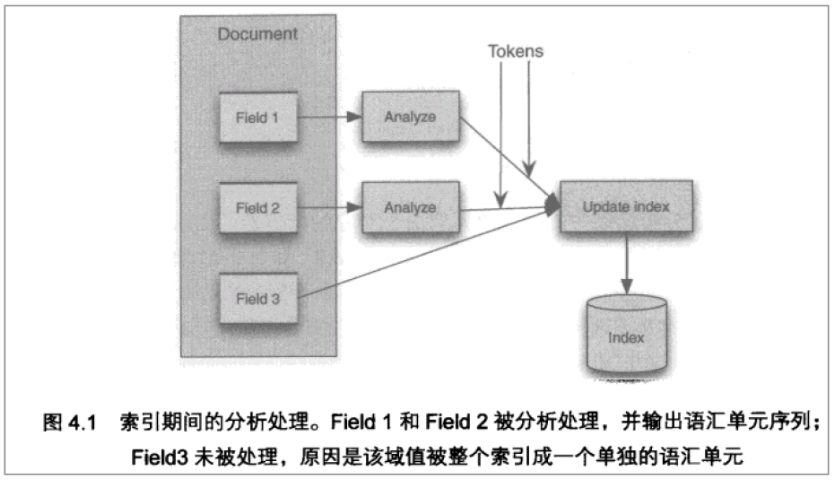 Document
Tokens
Field 1
Analyze
Field 2
Analyze
Update index
Field 3
Index
图 4.1 索引期间的分析处理。Field 1 和 Field 2 被分析处理，并输出语汇单元序列；
Field3 未被处理，原因是该域值被整个索引成一个单独的语汇单元